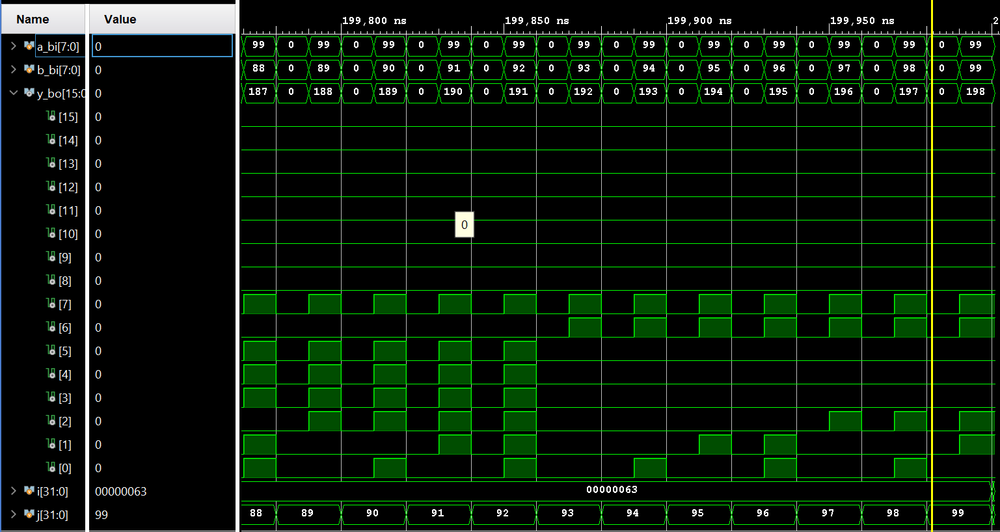 Name Value 199,800 ns 199,850 ns 199,900 ns 199,950 ns 2
a_bi[7:0] 0 99 0 99 0 99 0 99 0 99 0 99 0 99 0 99 0 99 0 99 0 99 0 99
b_bi[7:0] 0 88 0 89 0 90 0 91 0 92 0 93 0 94 0 95 0 96 0 97 0 98 0 99
y_bo[15:0 0 187 0 188 0 189 0 190 0 191 0 192 0 193 0 194 0 195 0 196 0 197 0 198
[15] 0
[14] 0
[13] 0
[12] 0
[11] 0
[10] 0 0
[9] 0
[8] 0
[7] 0
[6] 0
[5] 0
[4] 0
[3] 0
[2] 0
[1] 0
[0] 0
i[31:0] 00000063 00000063
j[31:0] 99 88 89 90 91 92 93 94 95 96 97 98 99